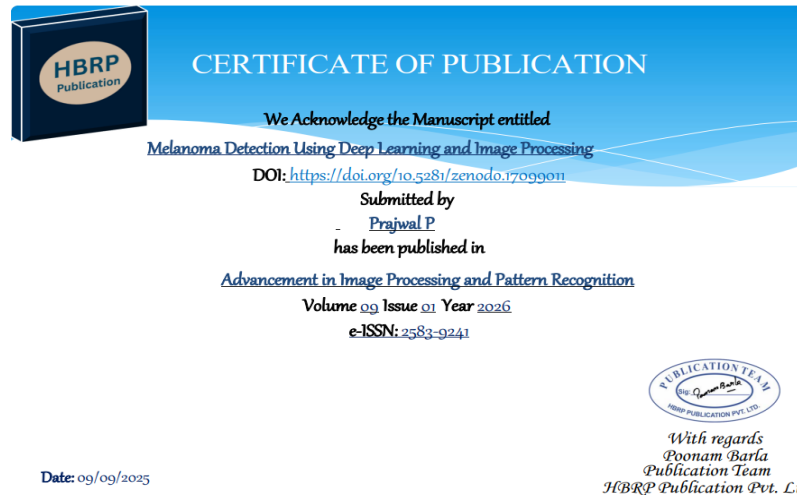 HBRP
Publication
CERTIFICATE OF PUBLICATION
We Acknowledge the Manuscript entitled
Melanoma Detection Using Deep Learning and Image Processing
DOI: https://doi.org/10.5281/zenodo.17099011
Submitted by
Prajwal P
has been published in
Advancement in Image Processing and Pattern Recognition
Volume 09 Issue 01 Year 2026
e-ISSN: 2583-9241
PUBLICATION TEAM
Sig: Poonam Barla
HBRP PUBLICATION PVT. LTD.
With regards
Poonam Barla
Publication Team
HBRP Publication Pvt. L
Date: 09/09/2025